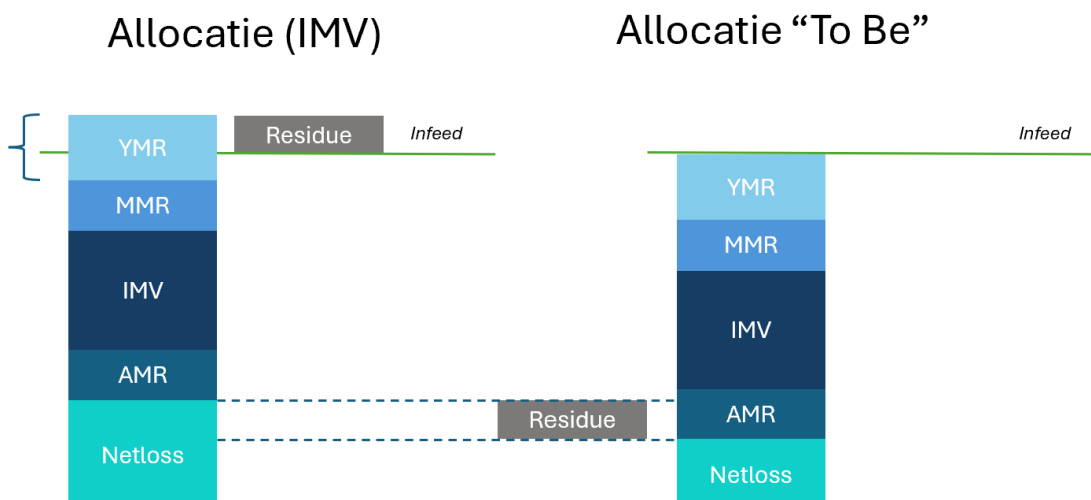 Allocatie (IMV)
YMR
Residue
Infeed
MMR
IMV
AMR
Netloss
Residue
Allocatie “To Be”
Infeed
YMR
MMR
IMV
AMR
Netloss